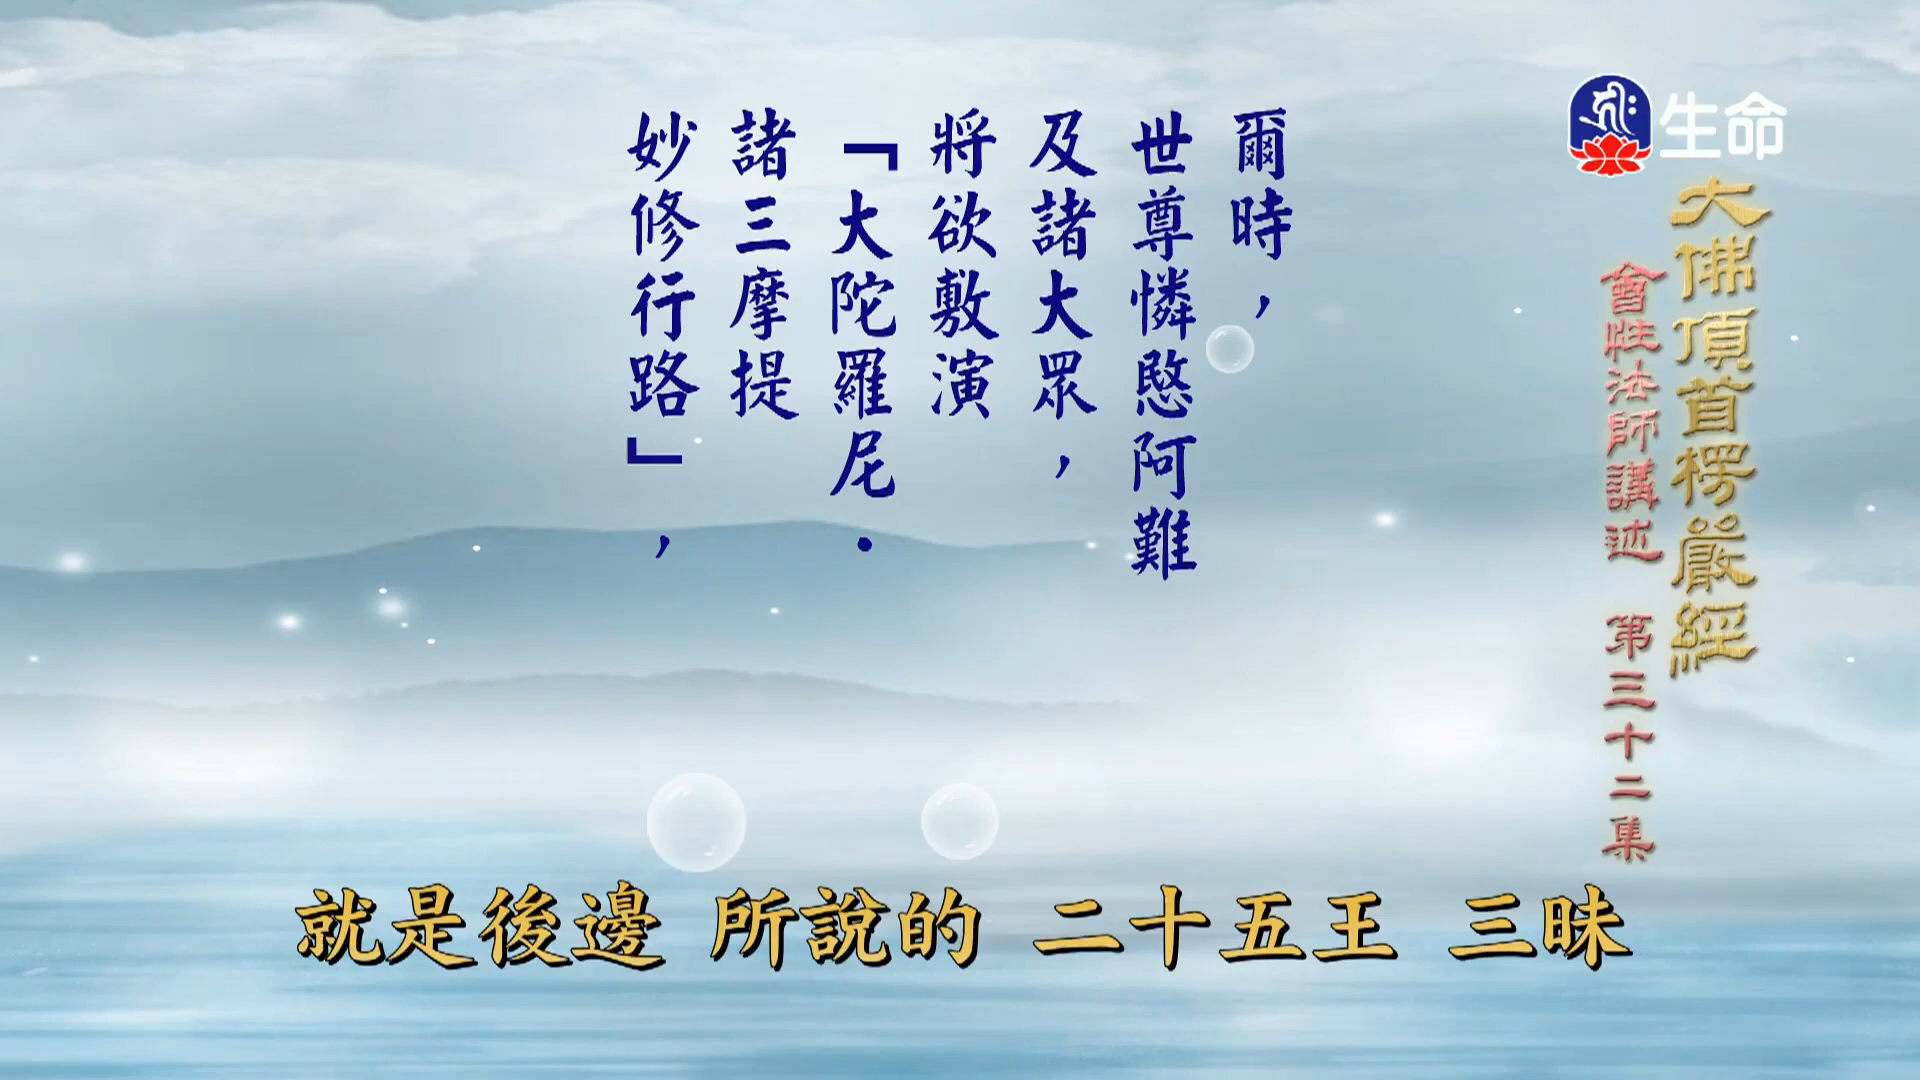 生命
大佛頂首楞嚴經
會性法師講述 第三十二集
爾時，
世尊憐愍阿難
及諸大眾，
將欲敷演
「大陀羅尼．
諸三摩提
妙修行路」，
就是後邊 所說的 二十五王 三昧